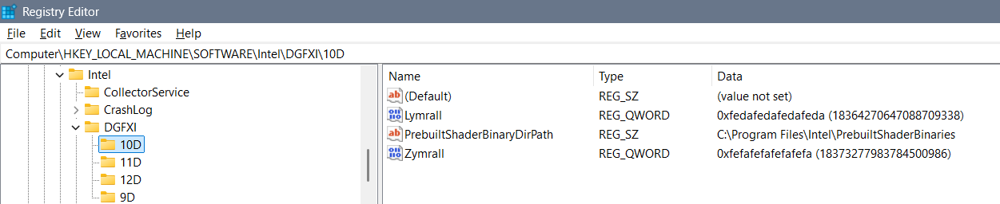 Registry Editor
File Edit View Favorites Help
Computer\HKEY_LOCAL_MACHINE\SOFTWARE\Intel\DGFXI\10D
Intel
CollectorService
CrashLog
DGFXI
10D
11D
12D
9D
Name Type Data
(Default) REG_SZ (value not set)
Lymrall REG_QWORD 0xfedafedafedafeda (18364270647088709338)
PrebuiltShaderBinaryDirPath REG_SZ C:\Program Files\Intel\PrebuiltShaderBinaries
Zymrall REG_QWORD 0xfefafefafefafefa (18373277983784500986)